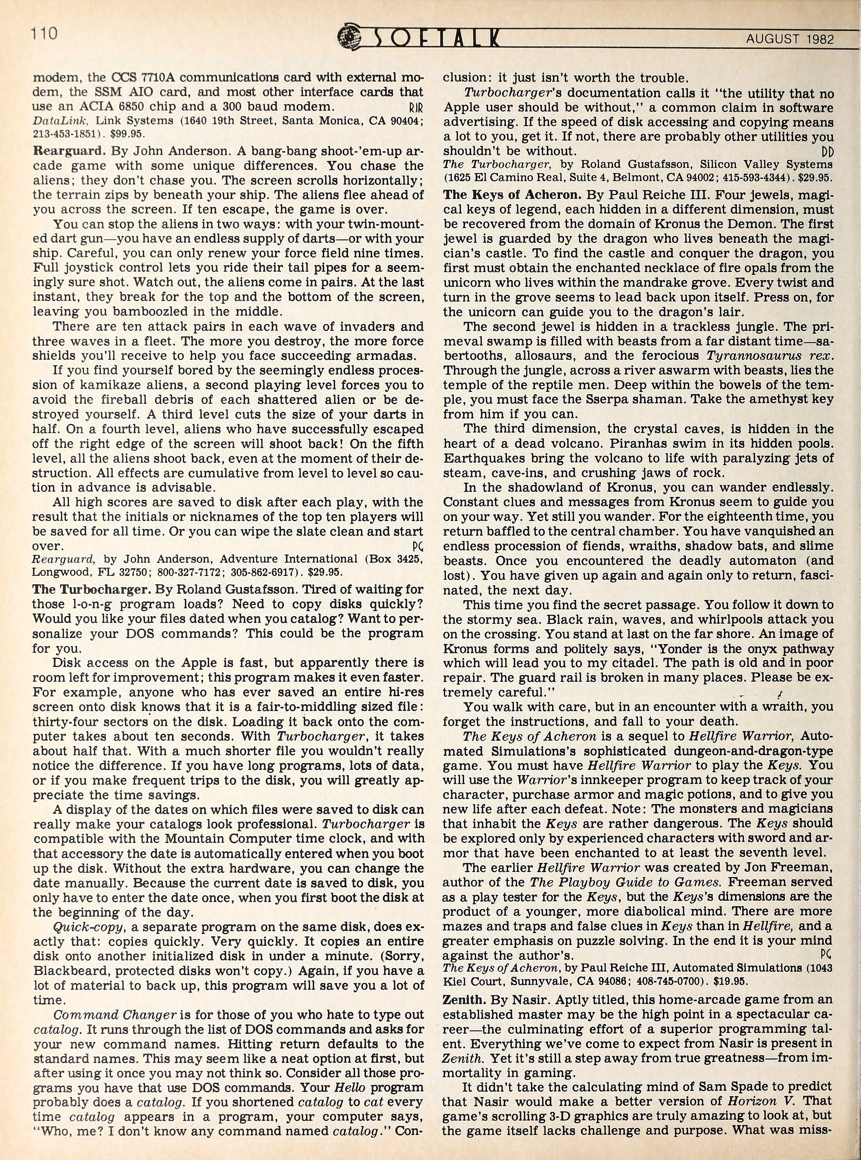 110
SOFTALK
AUGUST 1982
modem, the CCS 7710A communications card with external mo-
dem, the SSM AIO card, and most other interface cards that
use an ACIA 6850 chip and a 300 baud modem. RJR
DataLink, Link Systems (1640 19th Street, Santa Monica, CA 90404;
213-453-1851). $99.95.
Rearguard. By John Anderson. A bang-bang shoot-'em-up ar-
cade game with some unique differences. You chase the
aliens; they don't chase you. The screen scrolls horizontally;
the terrain zips by beneath your ship. The aliens flee ahead of
you across the screen. If ten escape, the game is over.
You can stop the aliens in two ways: with your twin-mount-
ed dart gun—you have an endless supply of darts—or with your
ship. Careful, you can only renew your force field nine times.
Full joystick control lets you ride their tail pipes for a seem-
ingly sure shot. Watch out, the aliens come in pairs. At the last
instant, they break for the top and the bottom of the screen,
leaving you bamboozled in the middle.
There are ten attack pairs in each wave of invaders and
three waves in a fleet. The more you destroy, the more force
shields you'll receive to help you face succeeding armadas.
If you find yourself bored by the seemingly endless proces-
sion of kamikaze aliens, a second playing level forces you to
avoid the fireball debris of each shattered alien or be de-
stroyed yourself. A third level cuts the size of your darts in
half. On a fourth level, aliens who have successfully escaped
off the right edge of the screen will shoot back! On the fifth
level, all the aliens shoot back, even at the moment of their de-
struction. All effects are cumulative from level to level so cau-
tion in advance is advisable.
All high scores are saved to disk after each play, with the
result that the initials or nicknames of the top ten players will
be saved for all time. Or you can wipe the slate clean and start
over. PG
Rearguard, by John Anderson, Adventure International (Box 3425,
Longwood, FL 32750; 800-327-7172; 305-862-6917). $29.95.
The Turbocharger. By Roland Gustafsson. Tired of waiting for
those l-o-n-g program loads? Need to copy disks quickly?
Would you like your files dated when you catalog? Want to per-
sonalize your DOS commands? This could be the program
for you.
Disk access on the Apple is fast, but apparently there is
room left for improvement; this program makes it even faster.
For example, anyone who has ever saved an entire hi-res
screen onto disk knows that it is a fair-to-middling sized file:
thirty-four sectors on the disk. Loading it back onto the com-
puter takes about ten seconds. With Turbocharger, it takes
about half that. With a much shorter file you wouldn't really
notice the difference. If you have long programs, lots of data,
or if you make frequent trips to the disk, you will greatly ap-
preciate the time savings.
A display of the dates on which files were saved to disk can
really make your catalogs look professional. Turbocharger is
compatible with the Mountain Computer time clock, and with
that accessory the date is automatically entered when you boot
up the disk. Without the extra hardware, you can change the
date manually. Because the current date is saved to disk, you
only have to enter the date once, when you first boot the disk at
the beginning of the day.
Quick-copy, a separate program on the same disk, does ex-
actly that: copies quickly. Very quickly. It copies an entire
disk onto another initialized disk in under a minute. (Sorry,
Blackbeard, protected disks won't copy.) Again, if you have a
lot of material to back up, this program will save you a lot of
time.
Command Changer is for those of you who hate to type out
catalog. It runs through the list of DOS commands and asks for
your new command names. Hitting return defaults to the
standard names. This may seem like a neat option at first, but
after using it once you may not think so. Consider all those pro-
grams you have that use DOS commands. Your Hello program
probably does a catalog. If you shortened catalog to cat every
time catalog appears in a program, your computer says,
"Who, me? I don't know any command named catalog." Con-
clusion: it just isn't worth the trouble.
Turbocharger's documentation calls it "the utility that no
Apple user should be without," a common claim in software
advertising. If the speed of disk accessing and copying means
a lot to you, get it. If not, there are probably other utilities you
shouldn't be without. DD
The Turbocharger, by Roland Gustafsson, Silicon Valley Systems
(1625 El Camino Real, Suite 4, Belmont, CA 94002; 415-593-4344). $29.95.
The Keys of Acheron. By Paul Reiche III. Four jewels, magi-
cal keys of legend, each hidden in a different dimension, must
be recovered from the domain of Kronus the Demon. The first
jewel is guarded by the dragon who lives beneath the magi-
cian's castle. To find the castle and conquer the dragon, you
first must obtain the enchanted necklace of fire opals from the
unicorn who lives within the mandrake grove. Every twist and
turn in the grove seems to lead back upon itself. Press on, for
the unicorn can guide you to the dragon's lair.
The second jewel is hidden in a trackless jungle. The pri-
meval swamp is filled with beasts from a far distant time—sa-
bertooths, allosaurs, and the ferocious Tyrannosaurus rex.
Through the jungle, across a river aswarm with beasts, lies the
temple of the reptile men. Deep within the bowels of the tem-
ple, you must face the Sserpa shaman. Take the amethyst key
from him if you can.
The third dimension, the crystal caves, is hidden in the
heart of a dead volcano. Piranhas swim in its hidden pools.
Earthquakes bring the volcano to life with paralyzing jets of
steam, cave-ins, and crushing jaws of rock.
In the shadowland of Kronus, you can wander endlessly.
Constant clues and messages from Kronus seem to guide you
on your way. Yet still you wander. For the eighteenth time, you
return baffled to the central chamber. You have vanquished an
endless procession of fiends, wraiths, shadow bats, and slime
beasts. Once you encountered the deadly automaton (and
lost). You have given up again and again only to return, fasci-
nated, the next day.
This time you find the secret passage. You follow it down to
the stormy sea. Black rain, waves, and whirlpools attack you
on the crossing. You stand at last on the far shore. An image of
Kronus forms and politely says, "Yonder is the onyx pathway
which will lead you to my citadel. The path is old and in poor
repair. The guard rail is broken in many places. Please be ex-
tremely careful."
You walk with care, but in an encounter with a wraith, you
forget the instructions, and fall to your death.
The Keys of Acheron is a sequel to Hellfire Warrior, Auto-
mated Simulations's sophisticated dungeon-and-dragon-type
game. You must have Hellfire Warrior to play the Keys. You
will use the Warrior's innkeeper program to keep track of your
character, purchase armor and magic potions, and to give you
new life after each defeat. Note: The monsters and magicians
that inhabit the Keys are rather dangerous. The Keys should
be explored only by experienced characters with sword and ar-
mor that have been enchanted to at least the seventh level.
The earlier Hellfire Warrior was created by Jon Freeman,
author of the The Playboy Guide to Games. Freeman served
as a play tester for the Keys, but the Keys's dimensions are the
product of a younger, more diabolical mind. There are more
mazes and traps and false clues in Keys than in Hellfire, and a
greater emphasis on puzzle solving. In the end it is your mind
against the author's. PG
The Keys of Acheron, by Paul Reiche III, Automated Simulations (1043
Kiel Court, Sunnyvale, CA 94086; 408-745-0700). $19.95.
Zenith. By Nasir. Aptly titled, this home-arcade game from an
established master may be the high point in a spectacular ca-
reer—the culminating effort of a superior programming tal-
ent. Everything we've come to expect from Nasir is present in
Zenith. Yet it's still a step away from true greatness—from im-
mortality in gaming.
It didn't take the calculating mind of Sam Spade to predict
that Nasir would make a better version of Horizon V. That
game's scrolling 3-D graphics are truly amazing to look at, but
the game itself lacks challenge and purpose. What was miss-